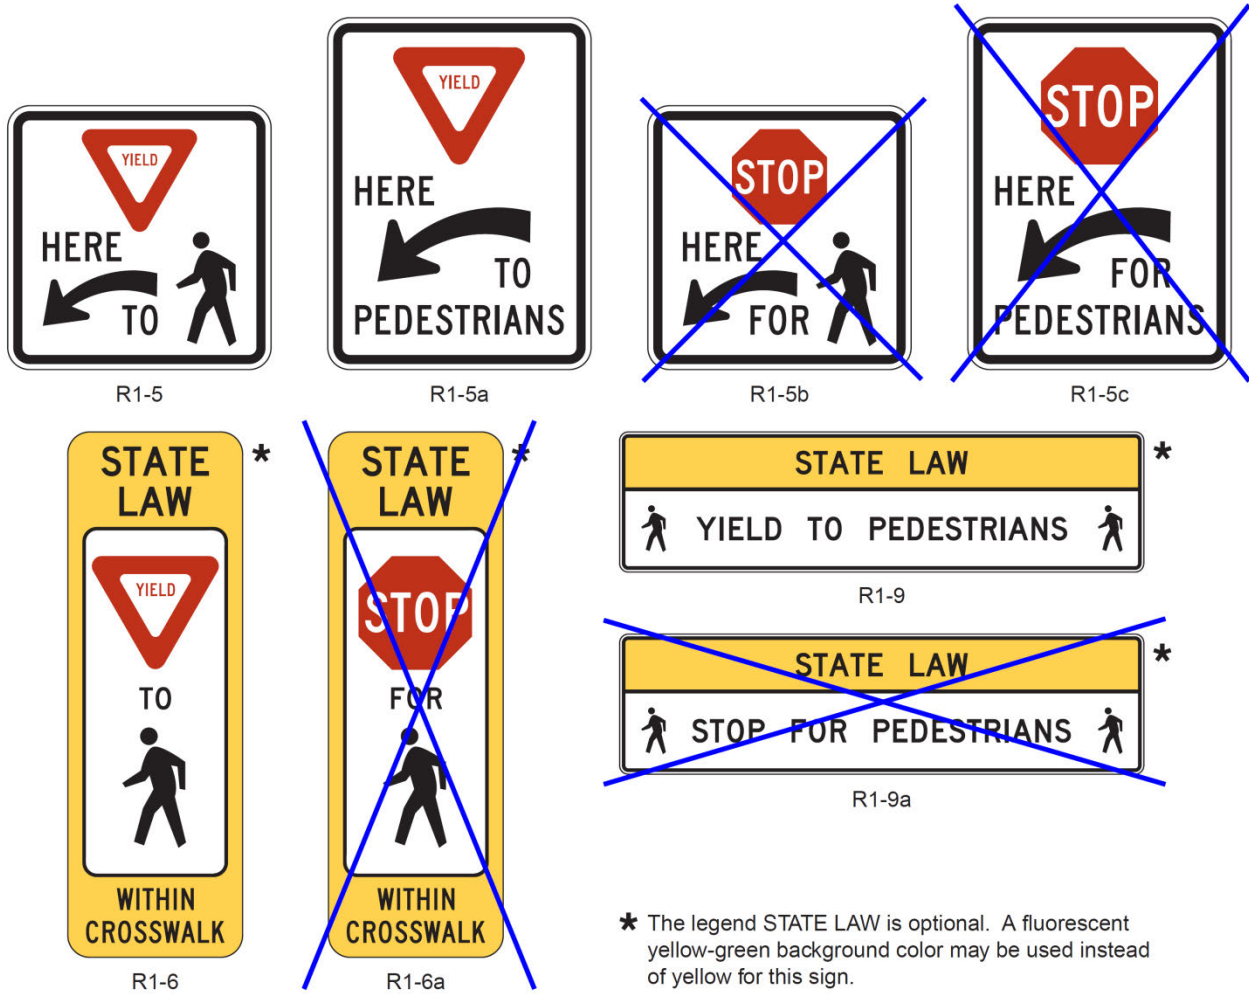 YIELD
HERE
TO
R1-5
YIELD
HERE
TO
PEDESTRIANS
R1-5a
STOP
HERE
FOR
R1-5b
STOP
HERE
FOR
PEDESTRIANS
R1-5c
STATE
LAW
*
YIELD
TO
WITHIN
CROSSWALK
R1-6
STATE
LAW
*
STOP
FOR
WITHIN
CROSSWALK
R1-6a
STATE LAW
*
YIELD TO PEDESTRIANS
R1-9
STATE LAW
*
STOP FOR PEDESTRIANS
R1-9a
* The legend STATE LAW is optional. A fluorescent
yellow-green background color may be used instead
of yellow for this sign.